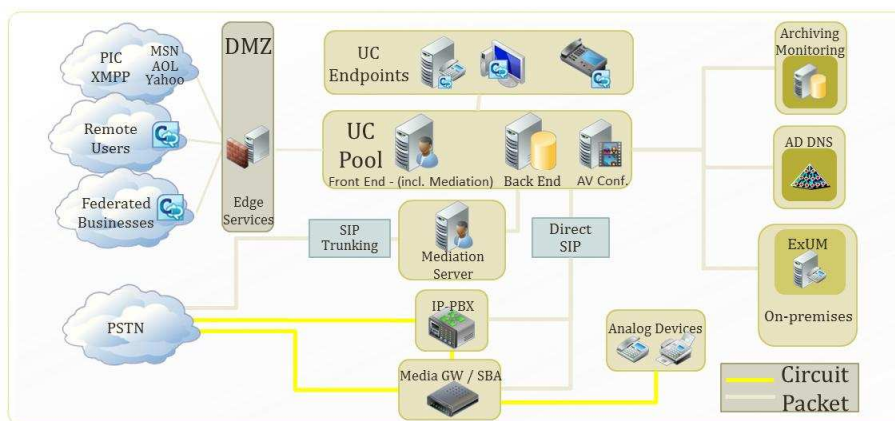 PIC
XMPP
MSN
AOL
Yahoo
Remote
Users
Federated
Businesses
DMZ
Edge
Services
UC
Endpoints
UC
Pool
Front End - (incl. Mediation)
Back End
AV Conf.
Archiving
Monitoring
AD DNS
ExUM
On-premises
SIP
Trunking
Mediation
Server
Direct
SIP
PSTN
IP-PBX
Media GW / SBA
Analog Devices
Circuit
Packet